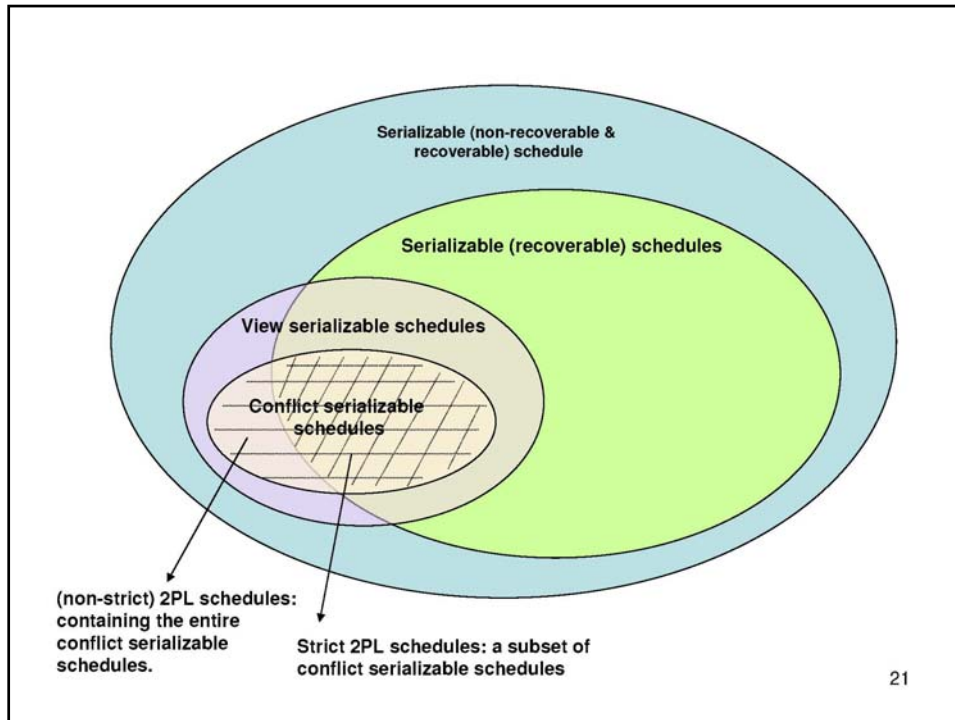 Serializable (non-recoverable &
recoverable) schedule
Serializable (recoverable) schedules
View serializable schedules
Conflict serializable
schedules
(non-strict) 2PL schedules:
containing the entire
conflict serializable
schedules.
Strict 2PL schedules: a subset of
conflict serializable schedules
21